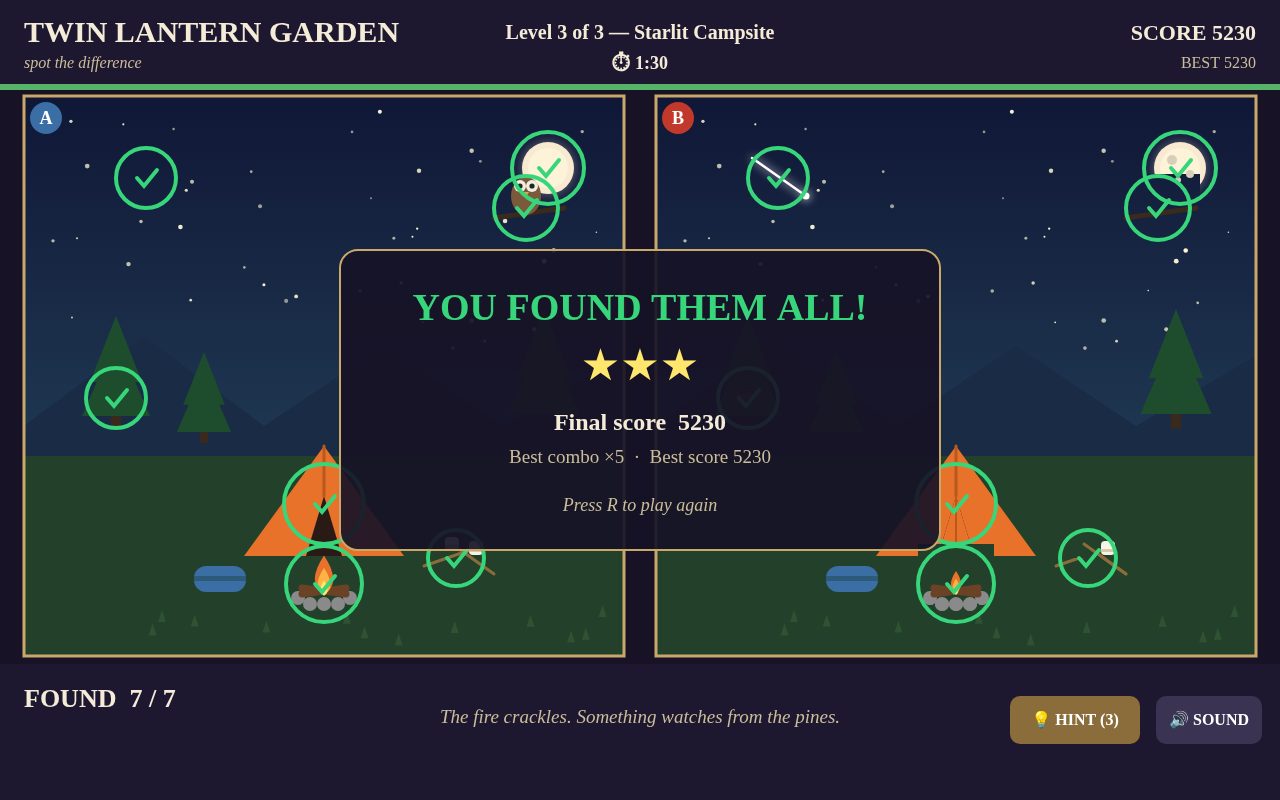 TWIN LANTERN GARDEN
spot the difference
Level 3 of 3 — Starlit Campsite
⏱ 1:30
SCORE 5230
BEST 5230
A
B
YOU FOUND THEM ALL!
★★★
Final score 5230
Best combo ×5 · Best score 5230
Press R to play again
FOUND 7 / 7
The fire crackles. Something watches from the pines.
💡 HINT (3)
🔊 SOUND